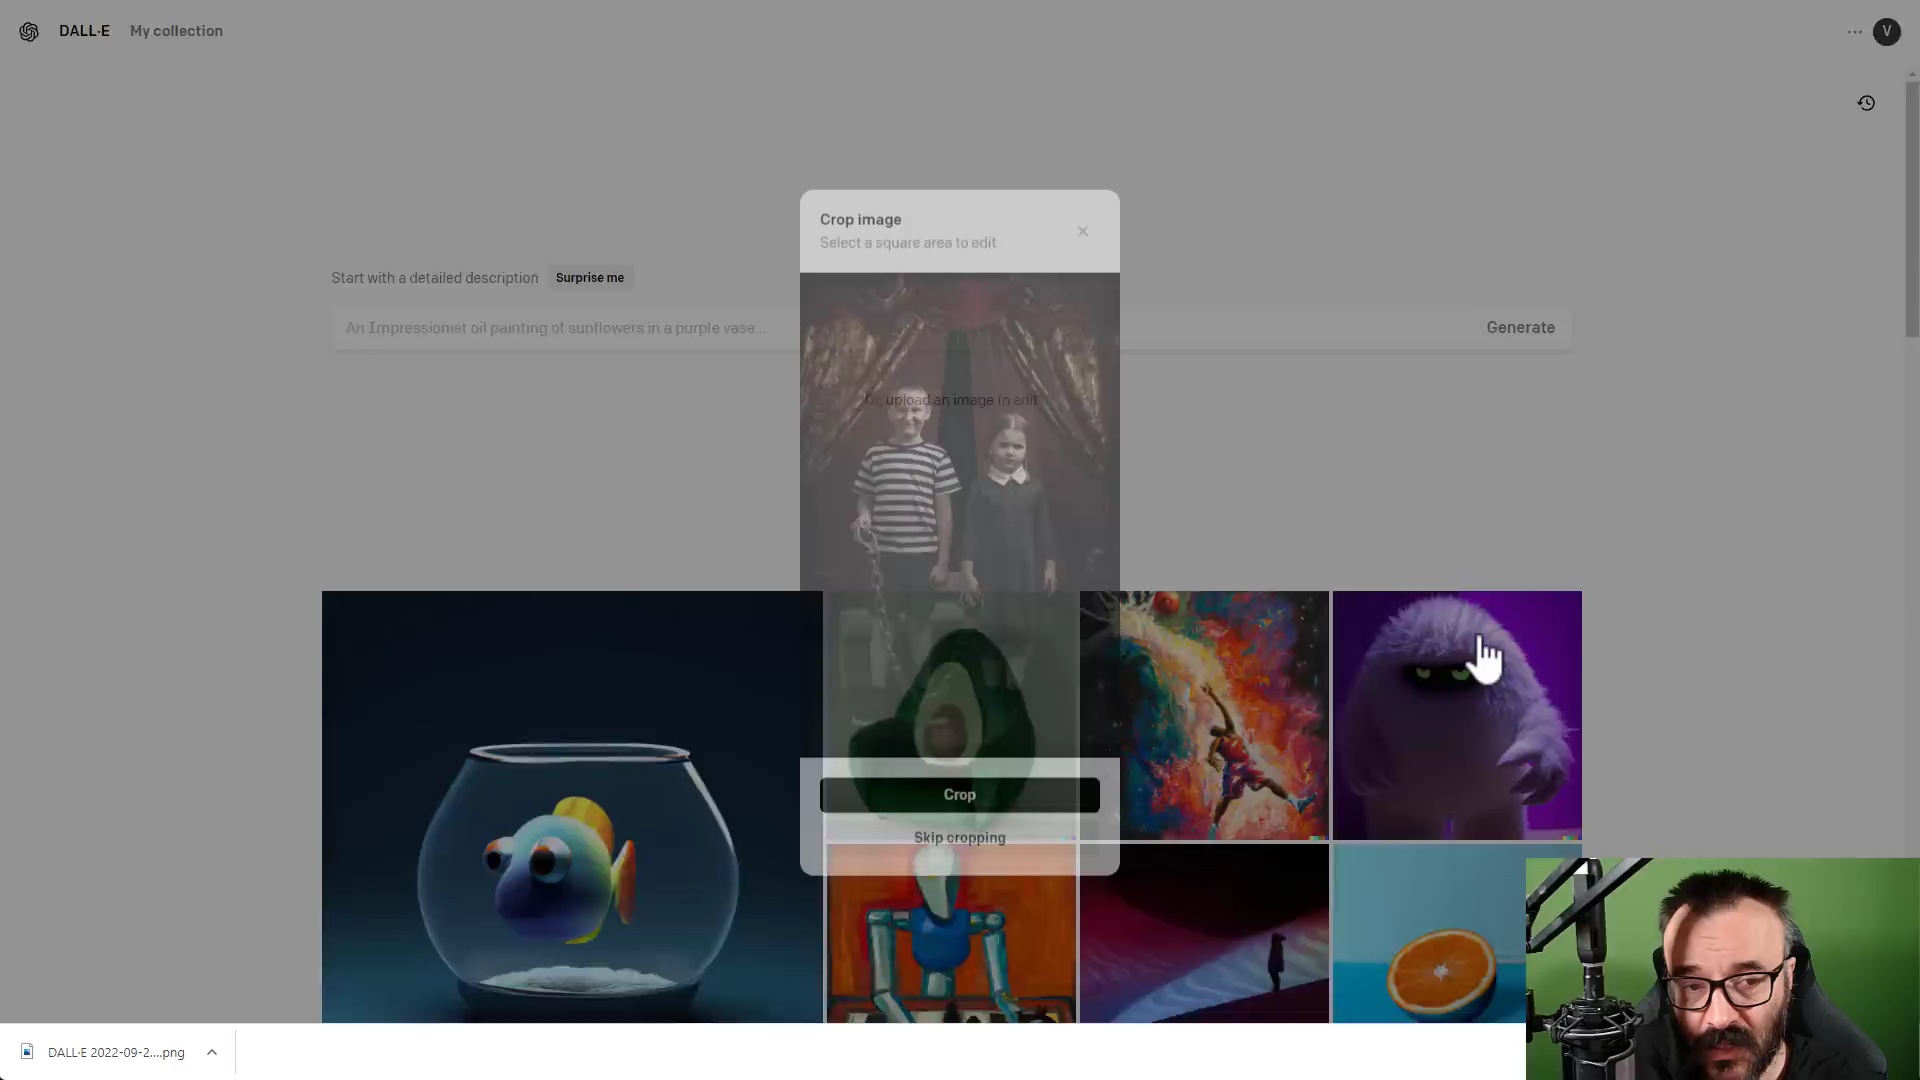 DALL·E My collection
··· V
Crop image
Select a square area to edit
Start with a detailed description Surprise me
An Impressionist oil painting of sunflowers in a purple vase... Generate
Or, upload an image to edit
Crop
Skip cropping
DALL·E 2022-09-2....png